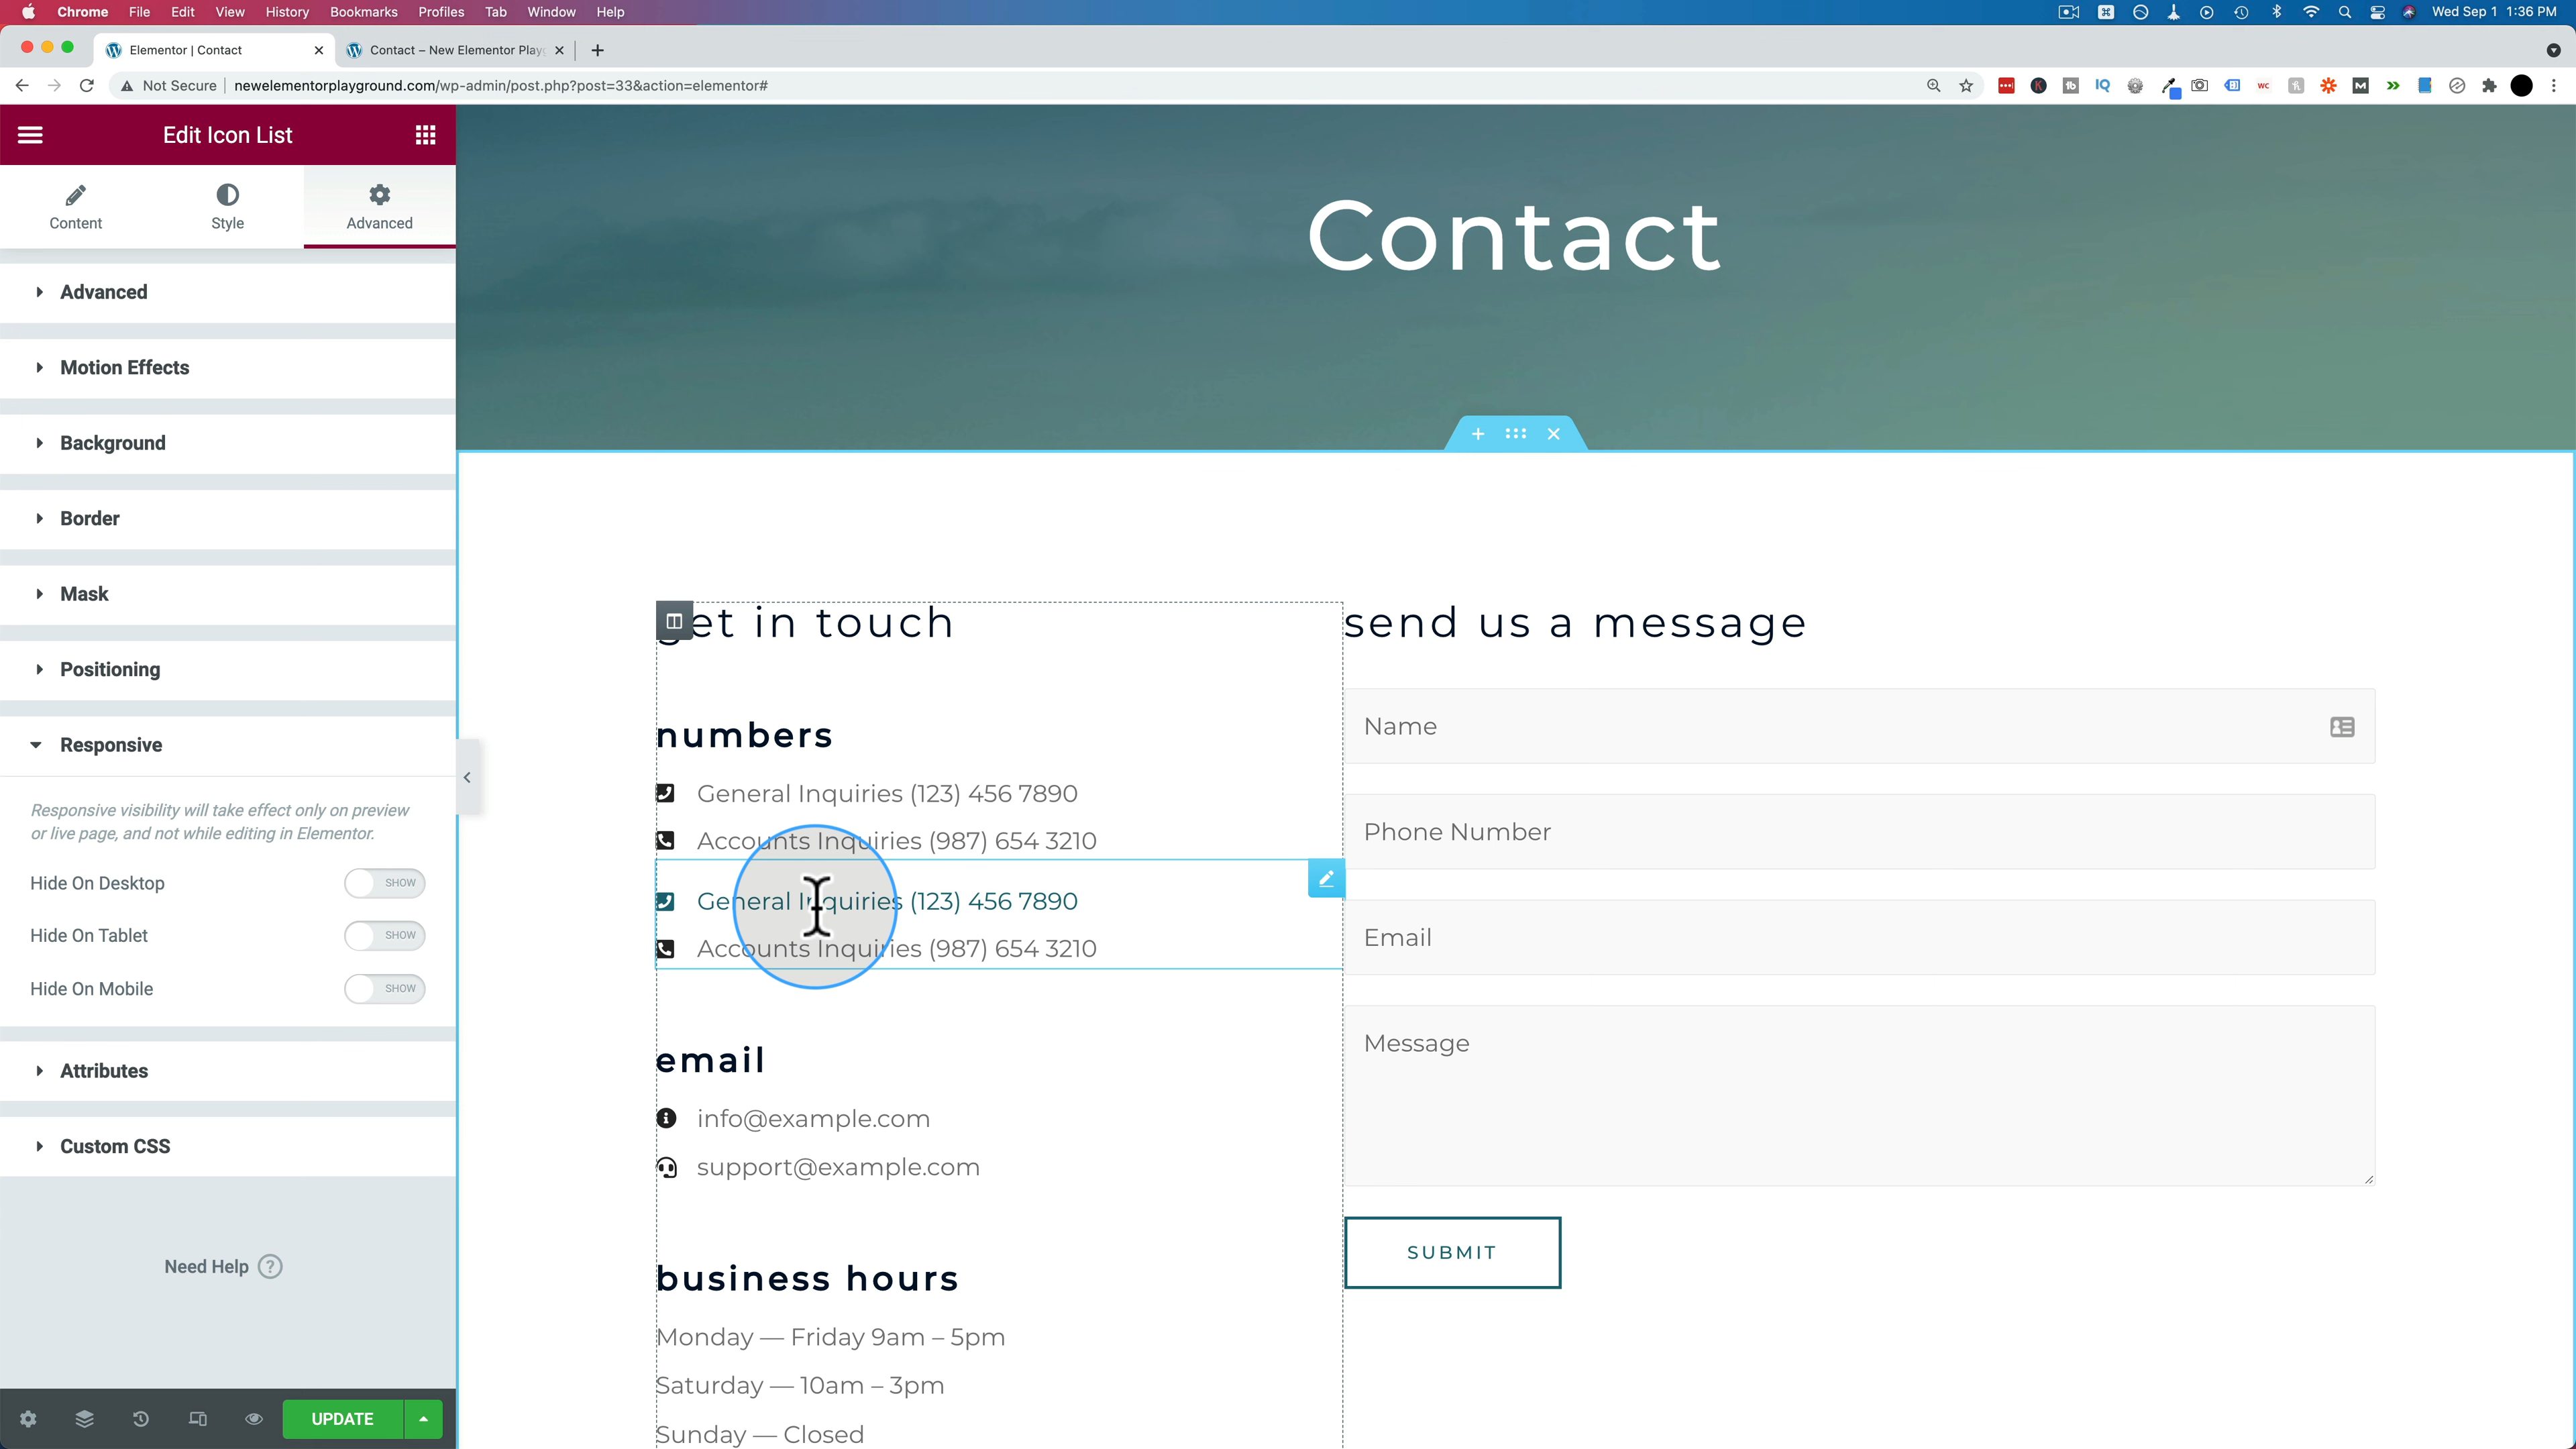 Chrome File Edit View History Bookmarks Profiles Tab Window Help
Wed Sep 1 1:36 PM
Elementor | Contact
Contact – New Elementor Play
Not Secure newelementorplayground.com/wp-admin/post.php?post=33&action=elementor#
Edit Icon List
Content Style Advanced
Advanced
Motion Effects
Background
Border
Mask
Positioning
Responsive
Responsive visibility will take effect only on preview
or live page, and not while editing in Elementor.
Hide On Desktop SHOW
Hide On Tablet SHOW
Hide On Mobile SHOW
Attributes
Custom CSS
Need Help ?
UPDATE
Contact
get in touch
numbers
General Inquiries (123) 456 7890
Accounts Inquiries (987) 654 3210
General Inquiries (123) 456 7890
Accounts Inquiries (987) 654 3210
email
info@example.com
support@example.com
business hours
Monday — Friday 9am – 5pm
Saturday — 10am – 3pm
Sunday — Closed
send us a message
Name
Phone Number
Email
Message
SUBMIT